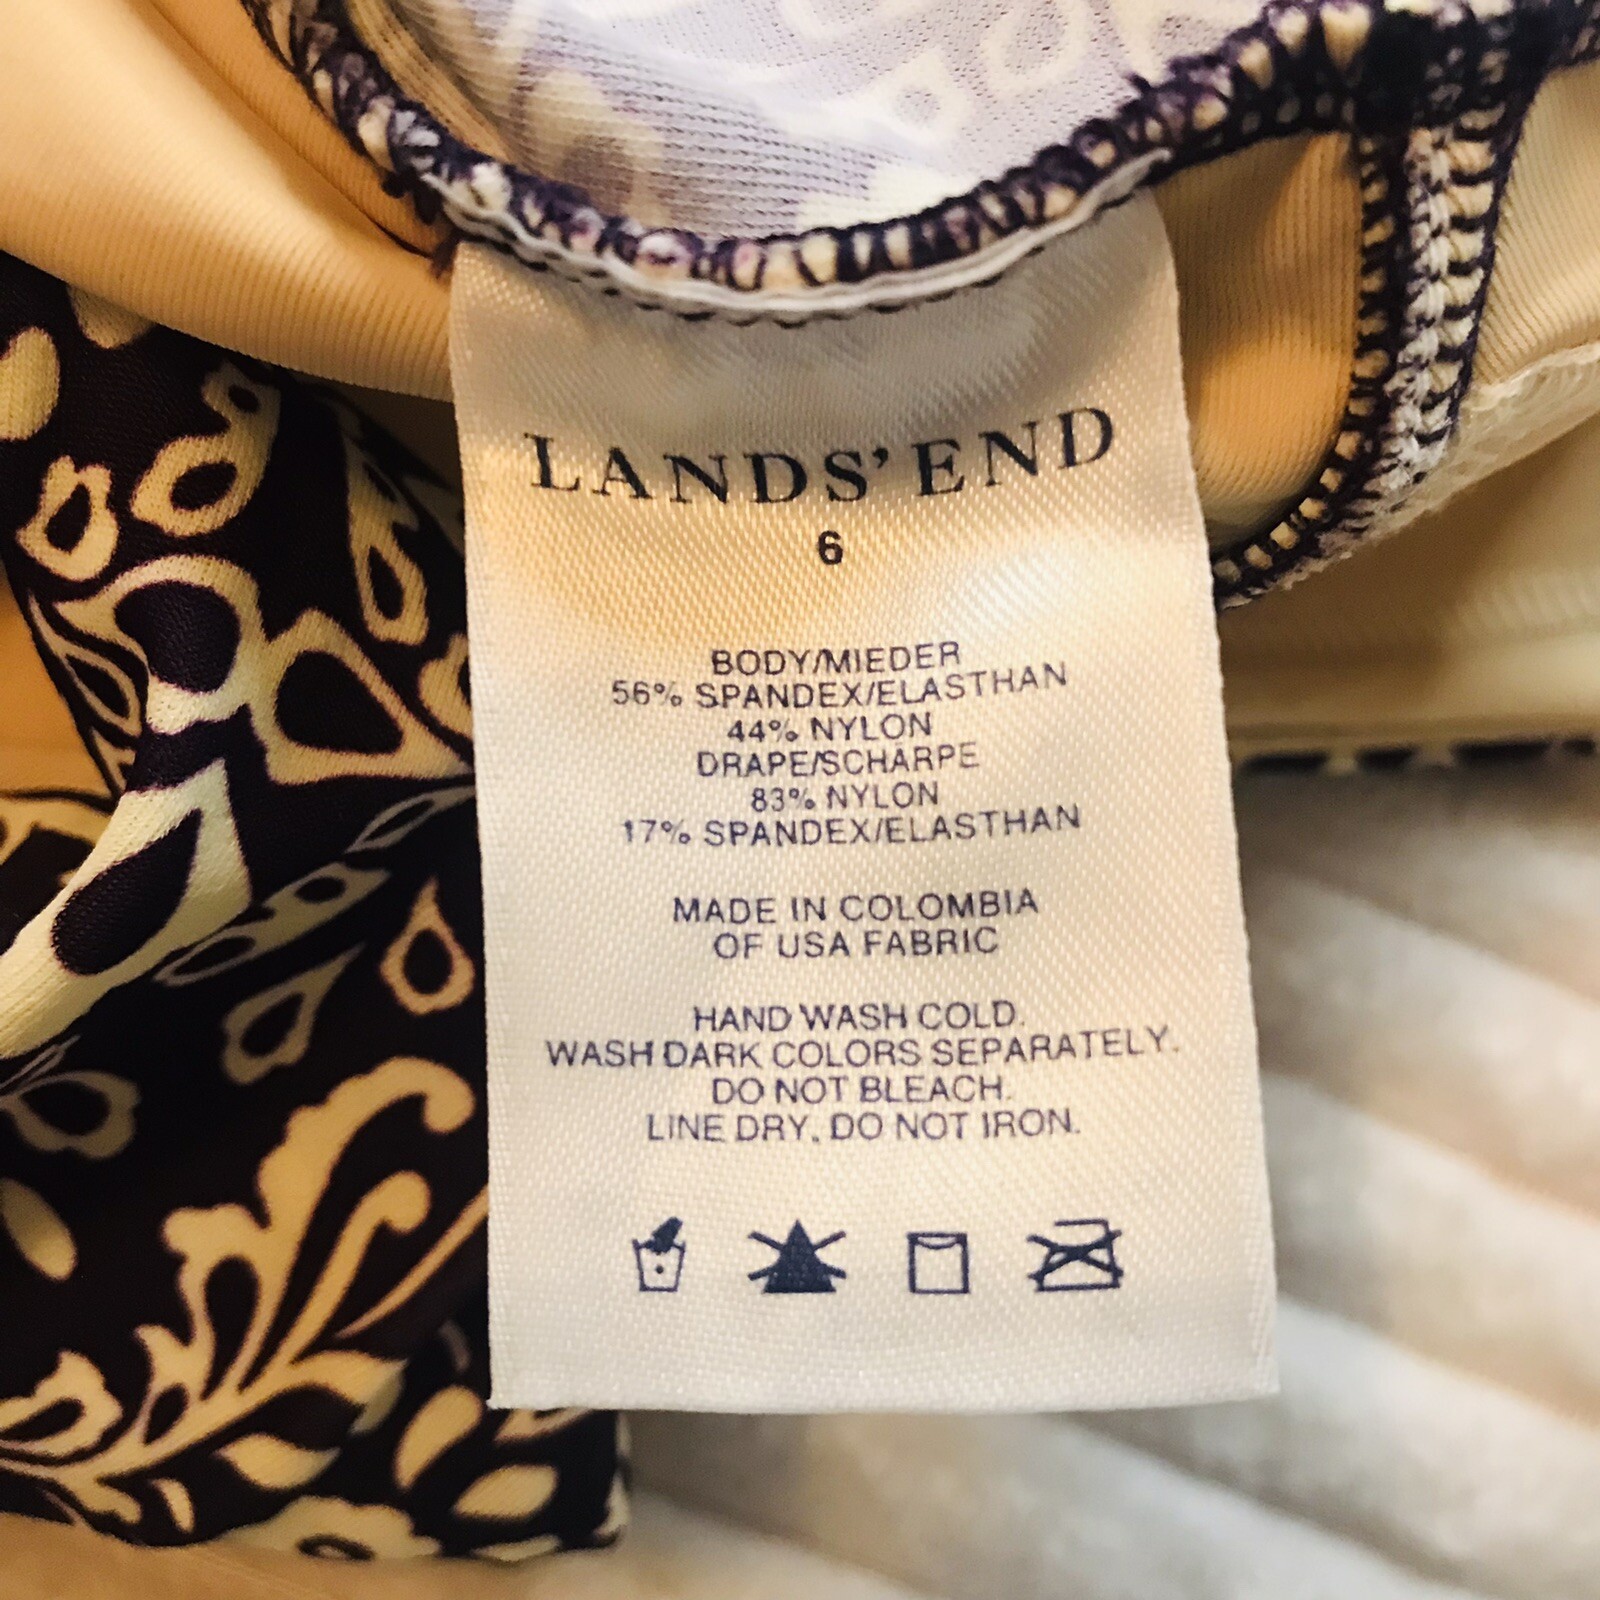 LANDS' END
6
BODY/MIEDER
56% SPANDEX/ELASTHAN
44% NYLON
DRAPE/SCHARPE
83% NYLON
17% SPANDEX/ELASTHAN
MADE IN COLOMBIA
OF USA FABRIC
HAND WASH COLD.
WASH DARK COLORS SEPARATELY.
DO NOT BLEACH.
LINE DRY. DO NOT IRON.